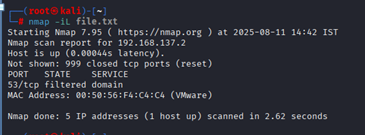 (root㉿kali)-[~]
# nmap -iL file.txt
Starting Nmap 7.95 ( https://nmap.org ) at 2025-08-11 14:42 IST
Nmap scan report for 192.168.137.2
Host is up (0.00044s latency).
Not shown: 999 closed tcp ports (reset)
PORT   STATE    SERVICE
53/tcp filtered domain
MAC Address: 00:50:56:F4:C4:C4 (VMware)
Nmap done: 5 IP addresses (1 host up) scanned in 2.62 seconds